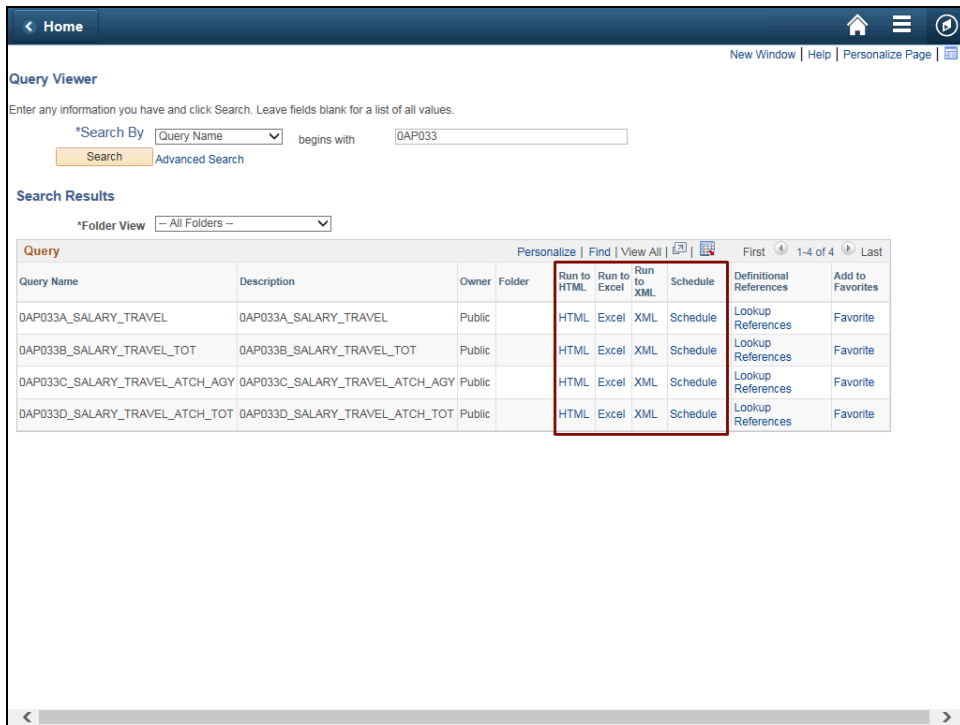 Home
New Window | Help | Personalize Page |
Query Viewer
Enter any information you have and click Search. Leave fields blank for a list of all values.
*Search By Query Name begins with 0AP033
Search Advanced Search
Search Results
*Folder View -- All Folders --
Query Personalize | Find | View All | | First 1-4 of 4 Last
Query Name Description Owner Folder Run to HTML Run to Excel Run to XML Schedule Definitional References Add to Favorites
0AP033A_SALARY_TRAVEL 0AP033A_SALARY_TRAVEL Public HTML Excel XML Schedule Lookup References Favorite
0AP033B_SALARY_TRAVEL_TOT 0AP033B_SALARY_TRAVEL_TOT Public HTML Excel XML Schedule Lookup References Favorite
0AP033C_SALARY_TRAVEL_ATCH_AGY 0AP033C_SALARY_TRAVEL_ATCH_AGY Public HTML Excel XML Schedule Lookup References Favorite
0AP033D_SALARY_TRAVEL_ATCH_TOT 0AP033D_SALARY_TRAVEL_ATCH_TOT Public HTML Excel XML Schedule Lookup References Favorite